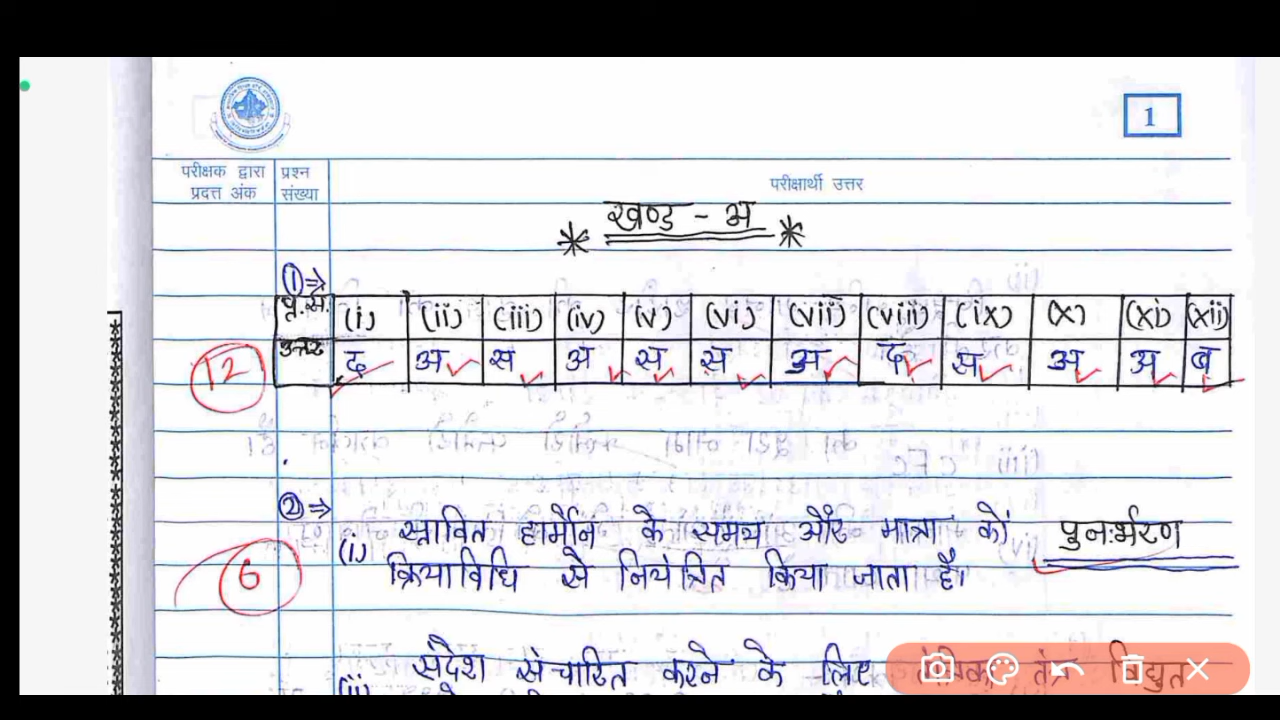 1
परीक्षक द्वारा प्रदत्त अंक
प्रश्न संख्या
परीक्षार्थी उत्तर
* खण्ड - अ *
①⇒
प्र.सं. (i) (ii) (iii) (iv) (v) (vi) (vii) (viii) (ix) (x) (xi) (xii)
उत्तर द अ स अ स स अ द स अ अ ब
12
②⇒
(i) स्त्रावित हार्मोन के समय और मात्रा को पुनःर्भरण
क्रियाविधि से नियंत्रित किया जाता है।
6
(ii) संदेश संचारित करने के लिए तंत्र विद्युत